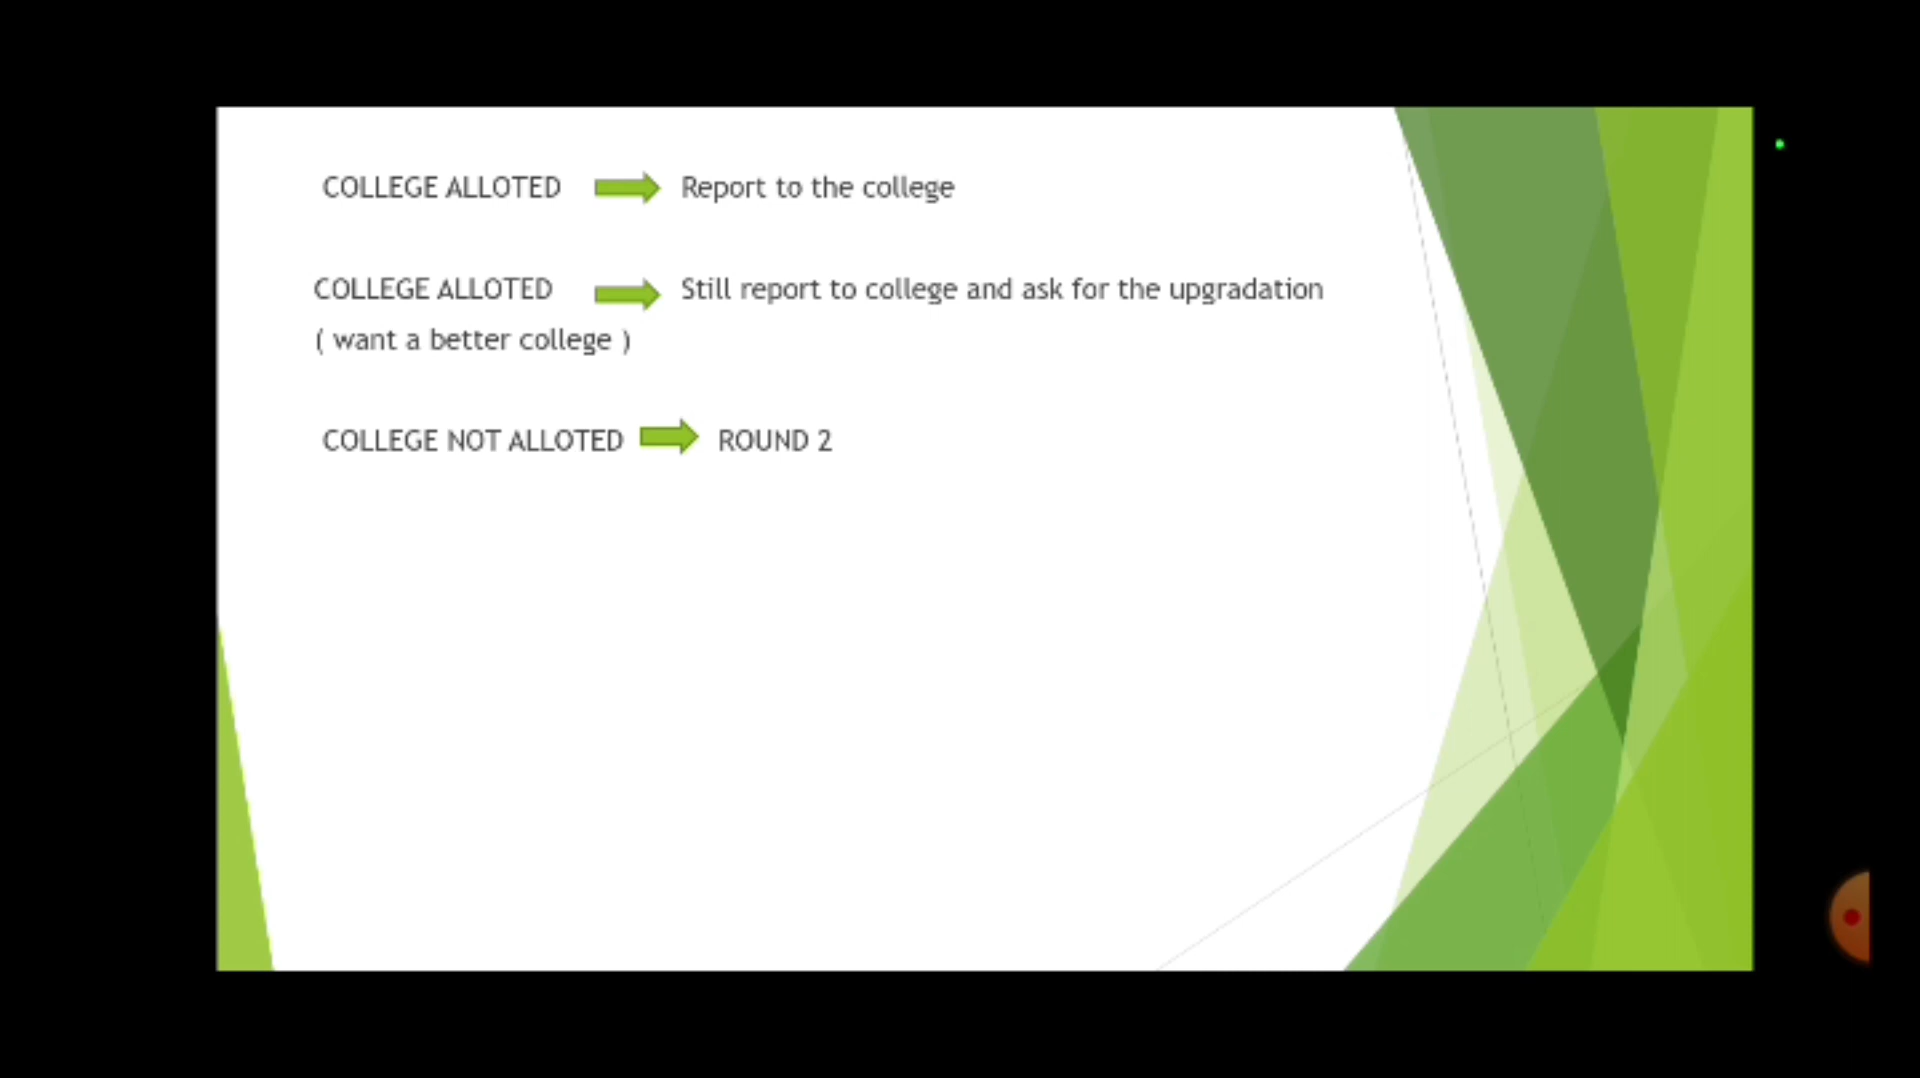 COLLEGE ALLOTED Report to the college
COLLEGE ALLOTED Still report to college and ask for the upgradation
( want a better college )
COLLEGE NOT ALLOTED ROUND 2